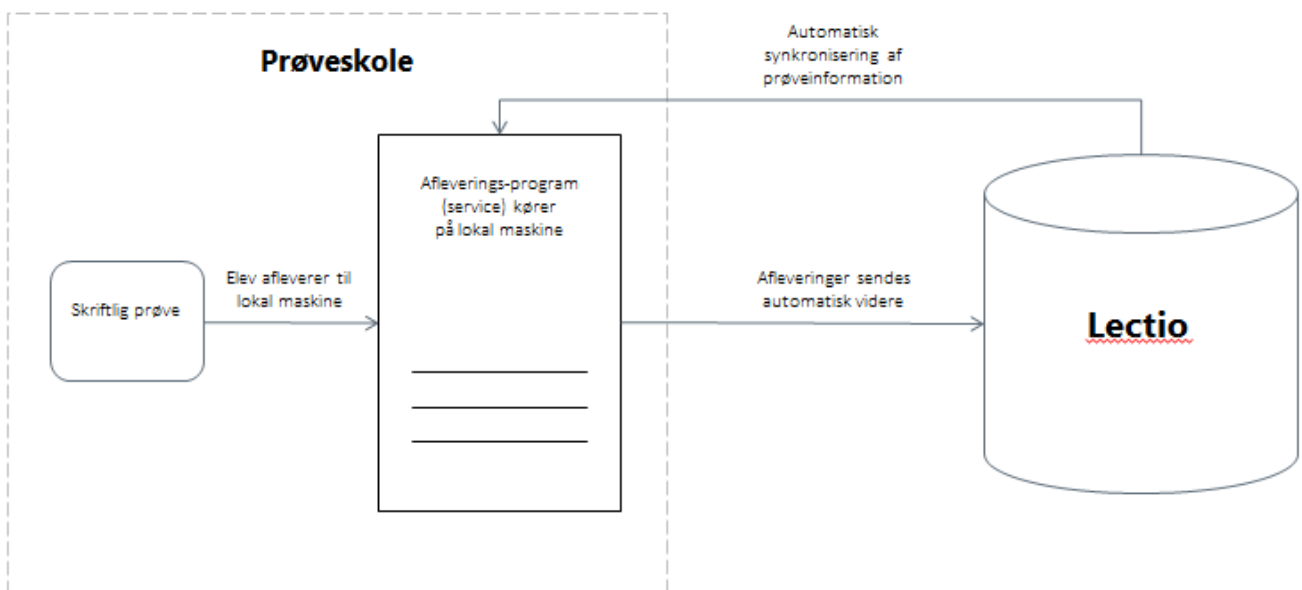 Prøveskole
Automatisk
synkronisering af
prøveinformation
Afleverings-program
(service) kører
på lokal maskine
Skriftlig prøve
Elev afleverer til
lokal maskine
Afleveringer sendes
automatisk videre
Lectio